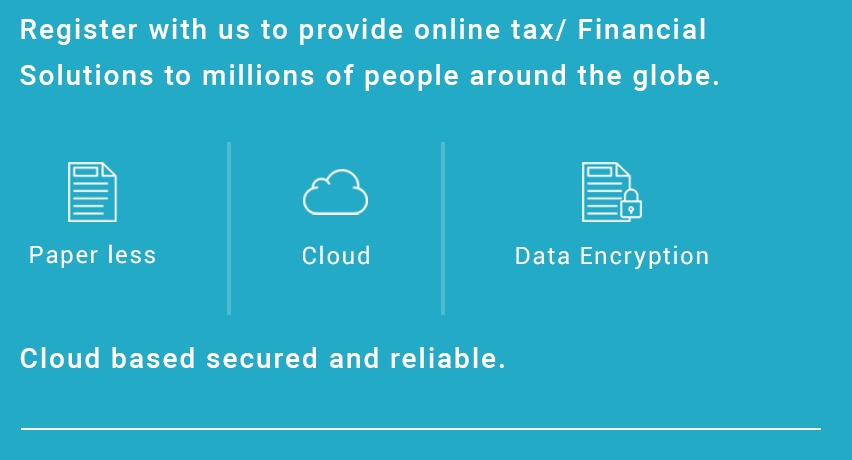 Register with us to provide online tax/ Financial
Solutions to millions of people around the globe.
Paper less
Cloud
Data Encryption
Cloud based secured and reliable.